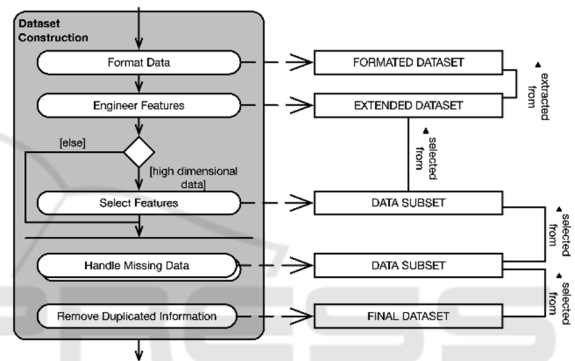 Dataset
Construction
Format Data
FORMATED DATASET
▲ extracted
from
Engineer Features
EXTENDED DATASET
[else]
[high dimensional
data]
▲ selected
from
Select Features
DATA SUBSET
▲ selected
from
Handle Missing Data
DATA SUBSET
▲ selected
from
Remove Duplicated Information
FINAL DATASET
PRESS